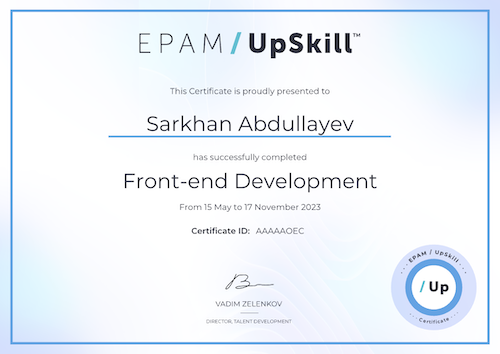 EPAM / UpSkill™
This Certificate is proudly presented to
Sarkhan Abdullayev
has successfully completed
Front-end Development
From 15 May to 17 November 2023
Certificate ID: AAAAAOEC
VADIM ZELENKOV
DIRECTOR, TALENT DEVELOPMENT
EPAM / UpSkill
/ Up
Certificate